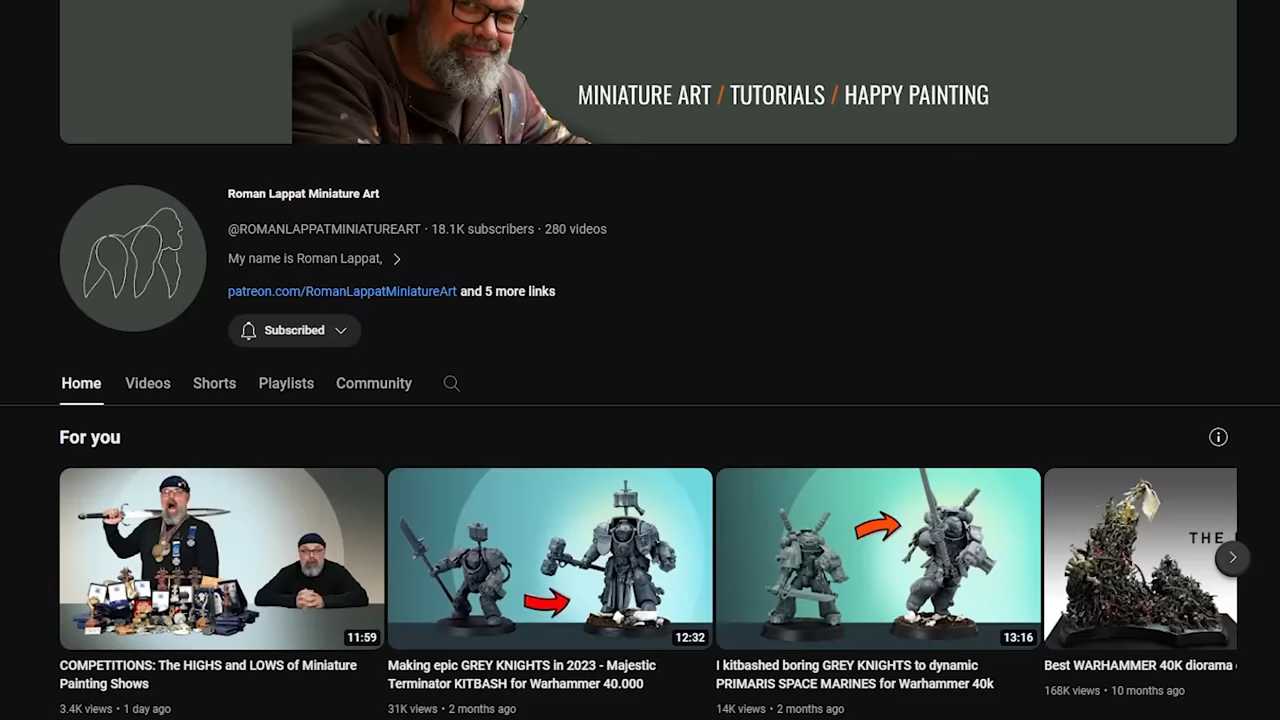 MINIATURE ART / TUTORIALS / HAPPY PAINTING
Roman Lappat Miniature Art
@ROMANLAPPATMINIATUREART · 18.1K subscribers · 280 videos
My name is Roman Lappat,
patreon.com/RomanLappatMiniatureArt and 5 more links
Subscribed
Home Videos Shorts Playlists Community
For you
THE
11:59 12:32 13:16
COMPETITIONS: The HIGHS and LOWS of Miniature
Painting Shows
3.4K views · 1 day ago
Making epic GREY KNIGHTS in 2023 - Majestic
Terminator KITBASH for Warhammer 40.000
31K views · 2 months ago
I kitbashed boring GREY KNIGHTS to dynamic
PRIMARIS SPACE MARINES for Warhammer 40k
14K views · 2 months ago
Best WARHAMMER 40K diorama
168K views · 10 months ago